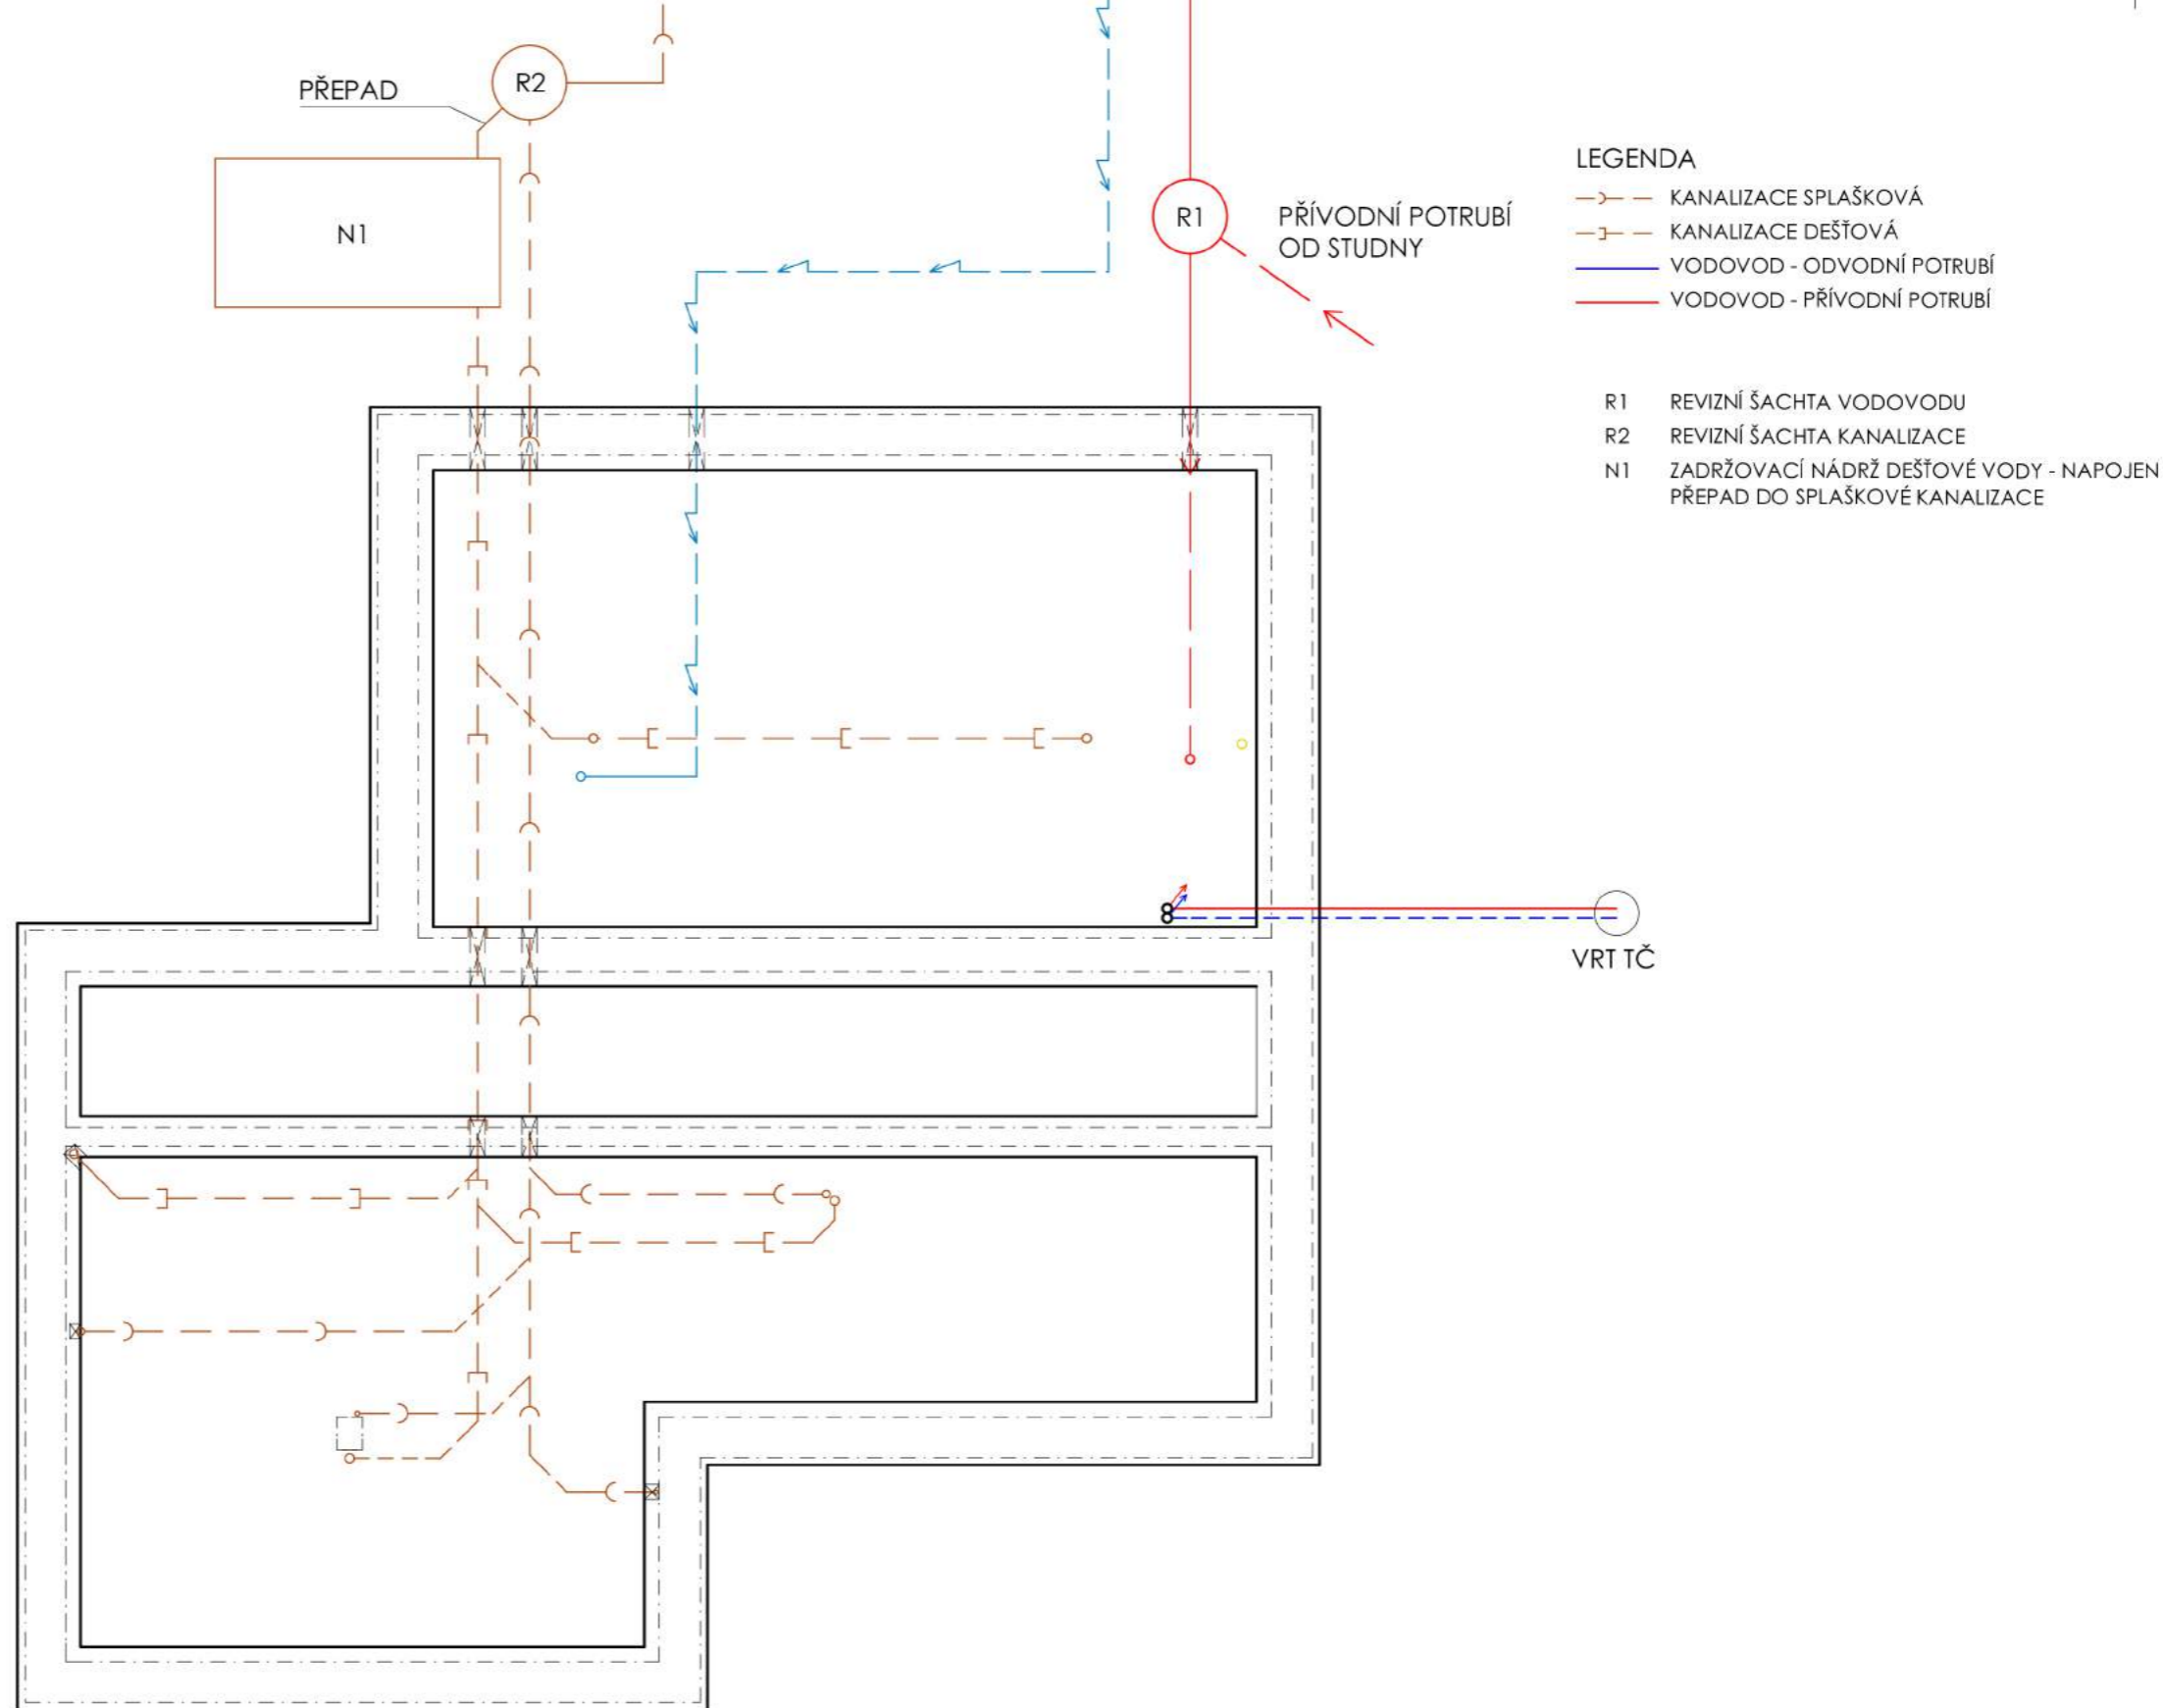 PŘEPAD
R2
N1
R1
PŘÍVODNÍ POTRUBÍ
OD STUDNY
LEGENDA
KANALIZACE SPLAŠKOVÁ
KANALIZACE DEŠŤOVÁ
VODOVOD - ODVODNÍ POTRUBÍ
VODOVOD - PŘÍVODNÍ POTRUBÍ
R1 REVIZNÍ ŠACHTA VODOVODU
R2 REVIZNÍ ŠACHTA KANALIZACE
N1 ZADRŽOVACÍ NÁDRŽ DEŠŤOVÉ VODY - NAPOJEN
PŘEPAD DO SPLAŠKOVÉ KANALIZACE
VRT TČ